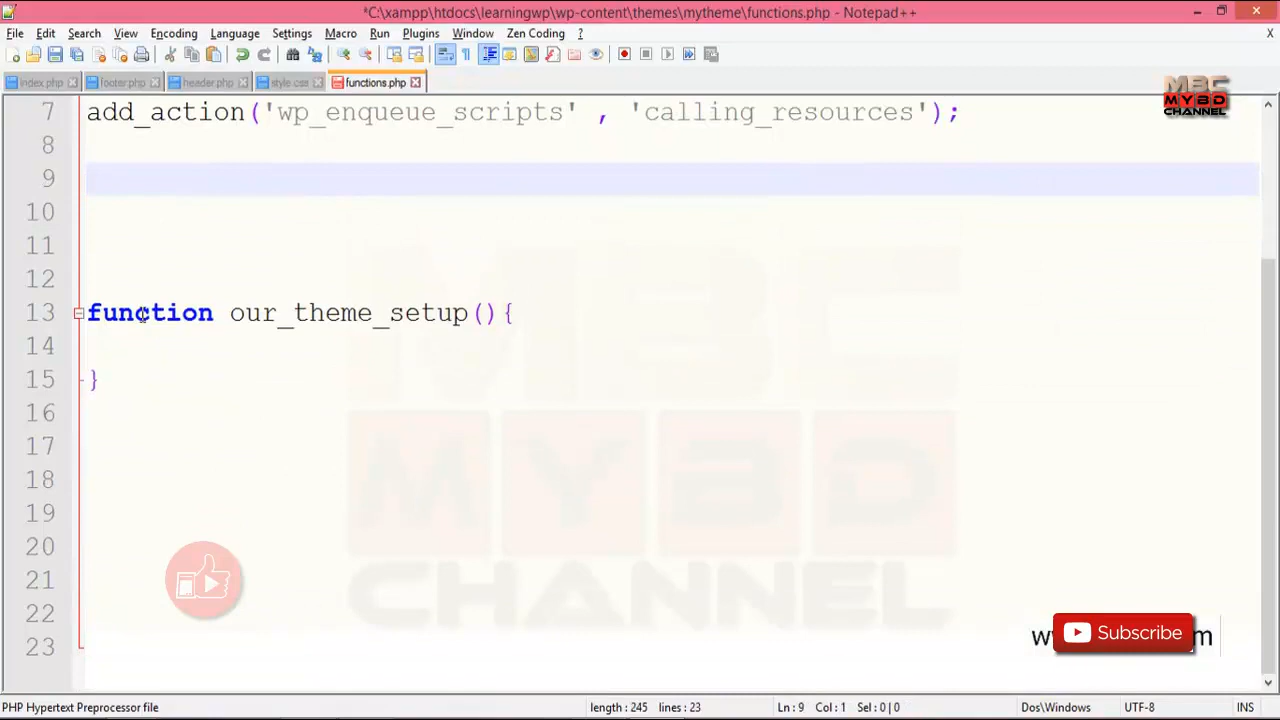 *C:\xampp\htdocs\learningwp\wp-content\themes\mytheme\functions.php - Notepad++
File Edit Search View Encoding Language Settings Macro Run Plugins Window Zen Coding ? X
index.php footer.php header.php style.css functions.php
MBC
MYBD
CHANNEL
7 add_action('wp_enqueue_scripts' , 'calling_resources');
8
9
10
11
12
13 function our_theme_setup(){
14
15 }
16
17
18
19
20
21
22
23
MBC
MYBD
CHANNEL
Subscribe
PHP Hypertext Preprocessor file length : 245 lines : 23 Ln : 9 Col : 1 Sel : 0 | 0 Dos\Windows UTF-8 INS